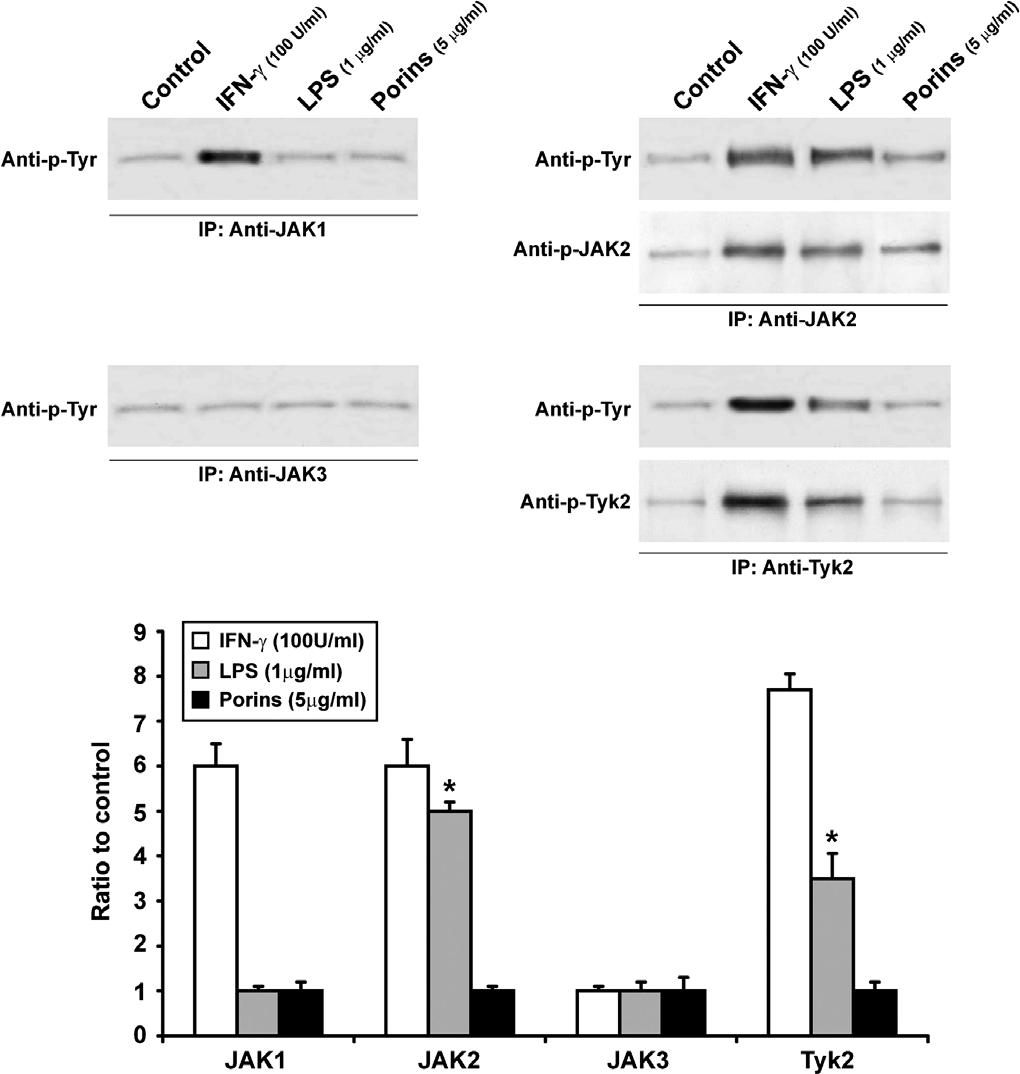 Control IFN-γ (100 U/ml) LPS (1 μg/ml) Porins (5 μg/ml)
Anti-p-Tyr
IP: Anti-JAK1
Control IFN-γ (100 U/ml) LPS (1 μg/ml) Porins (5 μg/ml)
Anti-p-Tyr
Anti-p-JAK2
IP: Anti-JAK2
Anti-p-Tyr
IP: Anti-JAK3
Anti-p-Tyr
Anti-p-Tyk2
IP: Anti-Tyk2
IFN-γ (100U/ml)
LPS (1μg/ml)
Porins (5μg/ml)
Ratio to control
9
8
7
6
5
4
3
2
1
0
*
*
JAK1 JAK2 JAK3 Tyk2